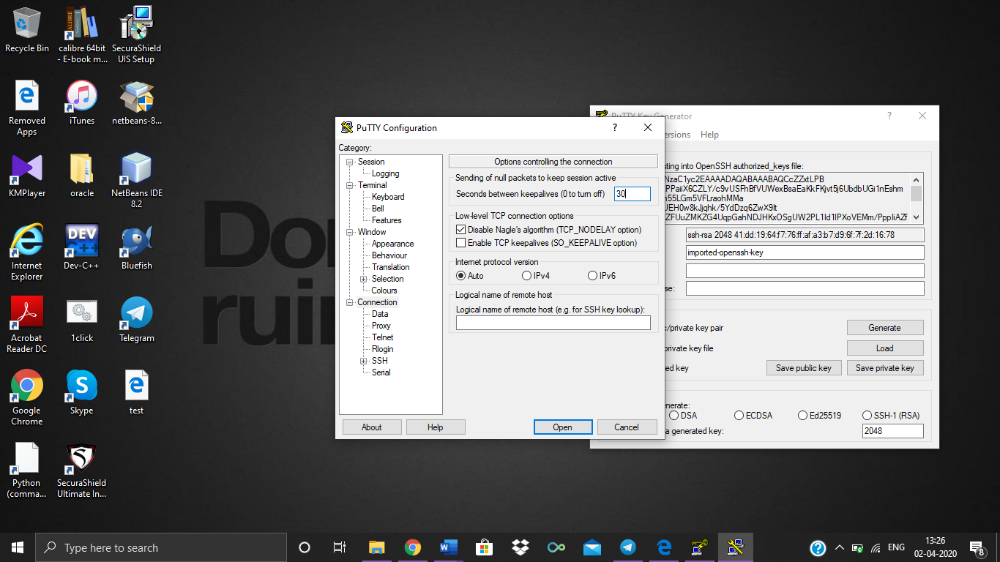 Recycle Bin
calibre 64bit
- E-book m...
SecuraShield
UIS Setup
Removed
Apps
iTunes
netbeans-8...
KMPlayer
oracle
NetBeans IDE
8.2
Internet
Explorer
DEV
C++
Dev-C++
Bluefish
Acrobat
Reader DC
1click
Telegram
Google
Chrome
Skype
test
Python
(comma...
SecuraShield
Ultimate In...
Don
ruin
PuTTY Configuration
?
Category:
Session
Logging
Terminal
Keyboard
Bell
Features
Window
Appearance
Behaviour
Translation
Selection
Colours
Connection
Data
Proxy
Telnet
Rlogin
SSH
Serial
Options controlling the connection
Sending of null packets to keep session active
Seconds between keepalives (0 to turn off)
30
Low-level TCP connection options
Disable Nagle's algorithm (TCP_NODELAY option)
Enable TCP keepalives (SO_KEEPALIVE option)
Internet protocol version
Auto
IPv4
IPv6
Logical name of remote host
Logical name of remote host (e.g. for SSH key lookup):
About
Help
Open
Cancel
PuTTY Key Generator
?
ersions
Help
ting into OpenSSH authorized_keys file:
NzaC1yc2EAAAADAQABAAABAQCcZZxtLPB
ssh-rsa 2048 41:dd:19:64:f7:76:ff:af:a3:b7:d9:6f:7f:2d:16:78
imported-openssh-key
se:
/private key pair
Generate
private key file
Load
ed key
Save public key
Save private key
nerate:
DSA
ECDSA
Ed25519
SSH-1 (RSA)
a generated key:
2048
Type here to search
ENG
13:26
02-04-2020
8